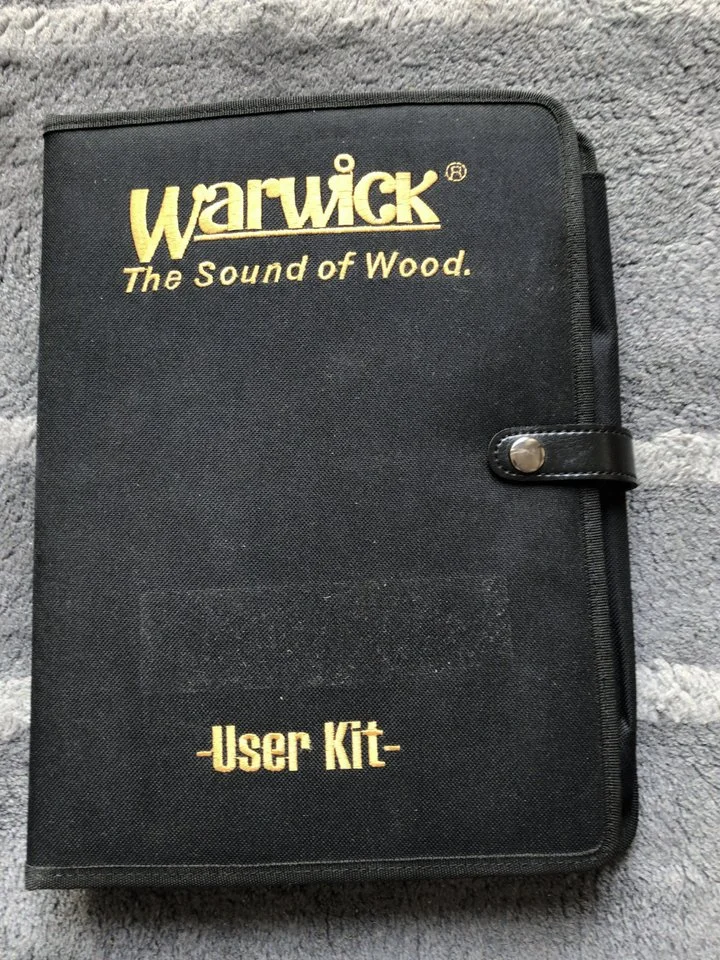 Warwick®
The Sound of Wood.
-User Kit-